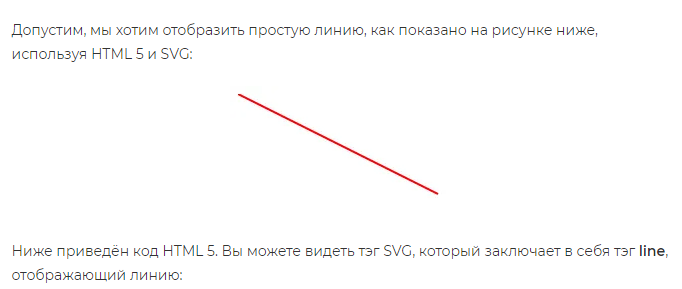 Допустим, мы хотим отобразить простую линию, как показано на рисунке ниже,
используя HTML 5 и SVG:
Ниже приведён код HTML 5. Вы можете видеть тэг SVG, который заключает в себя тэг line,
отображающий линию: